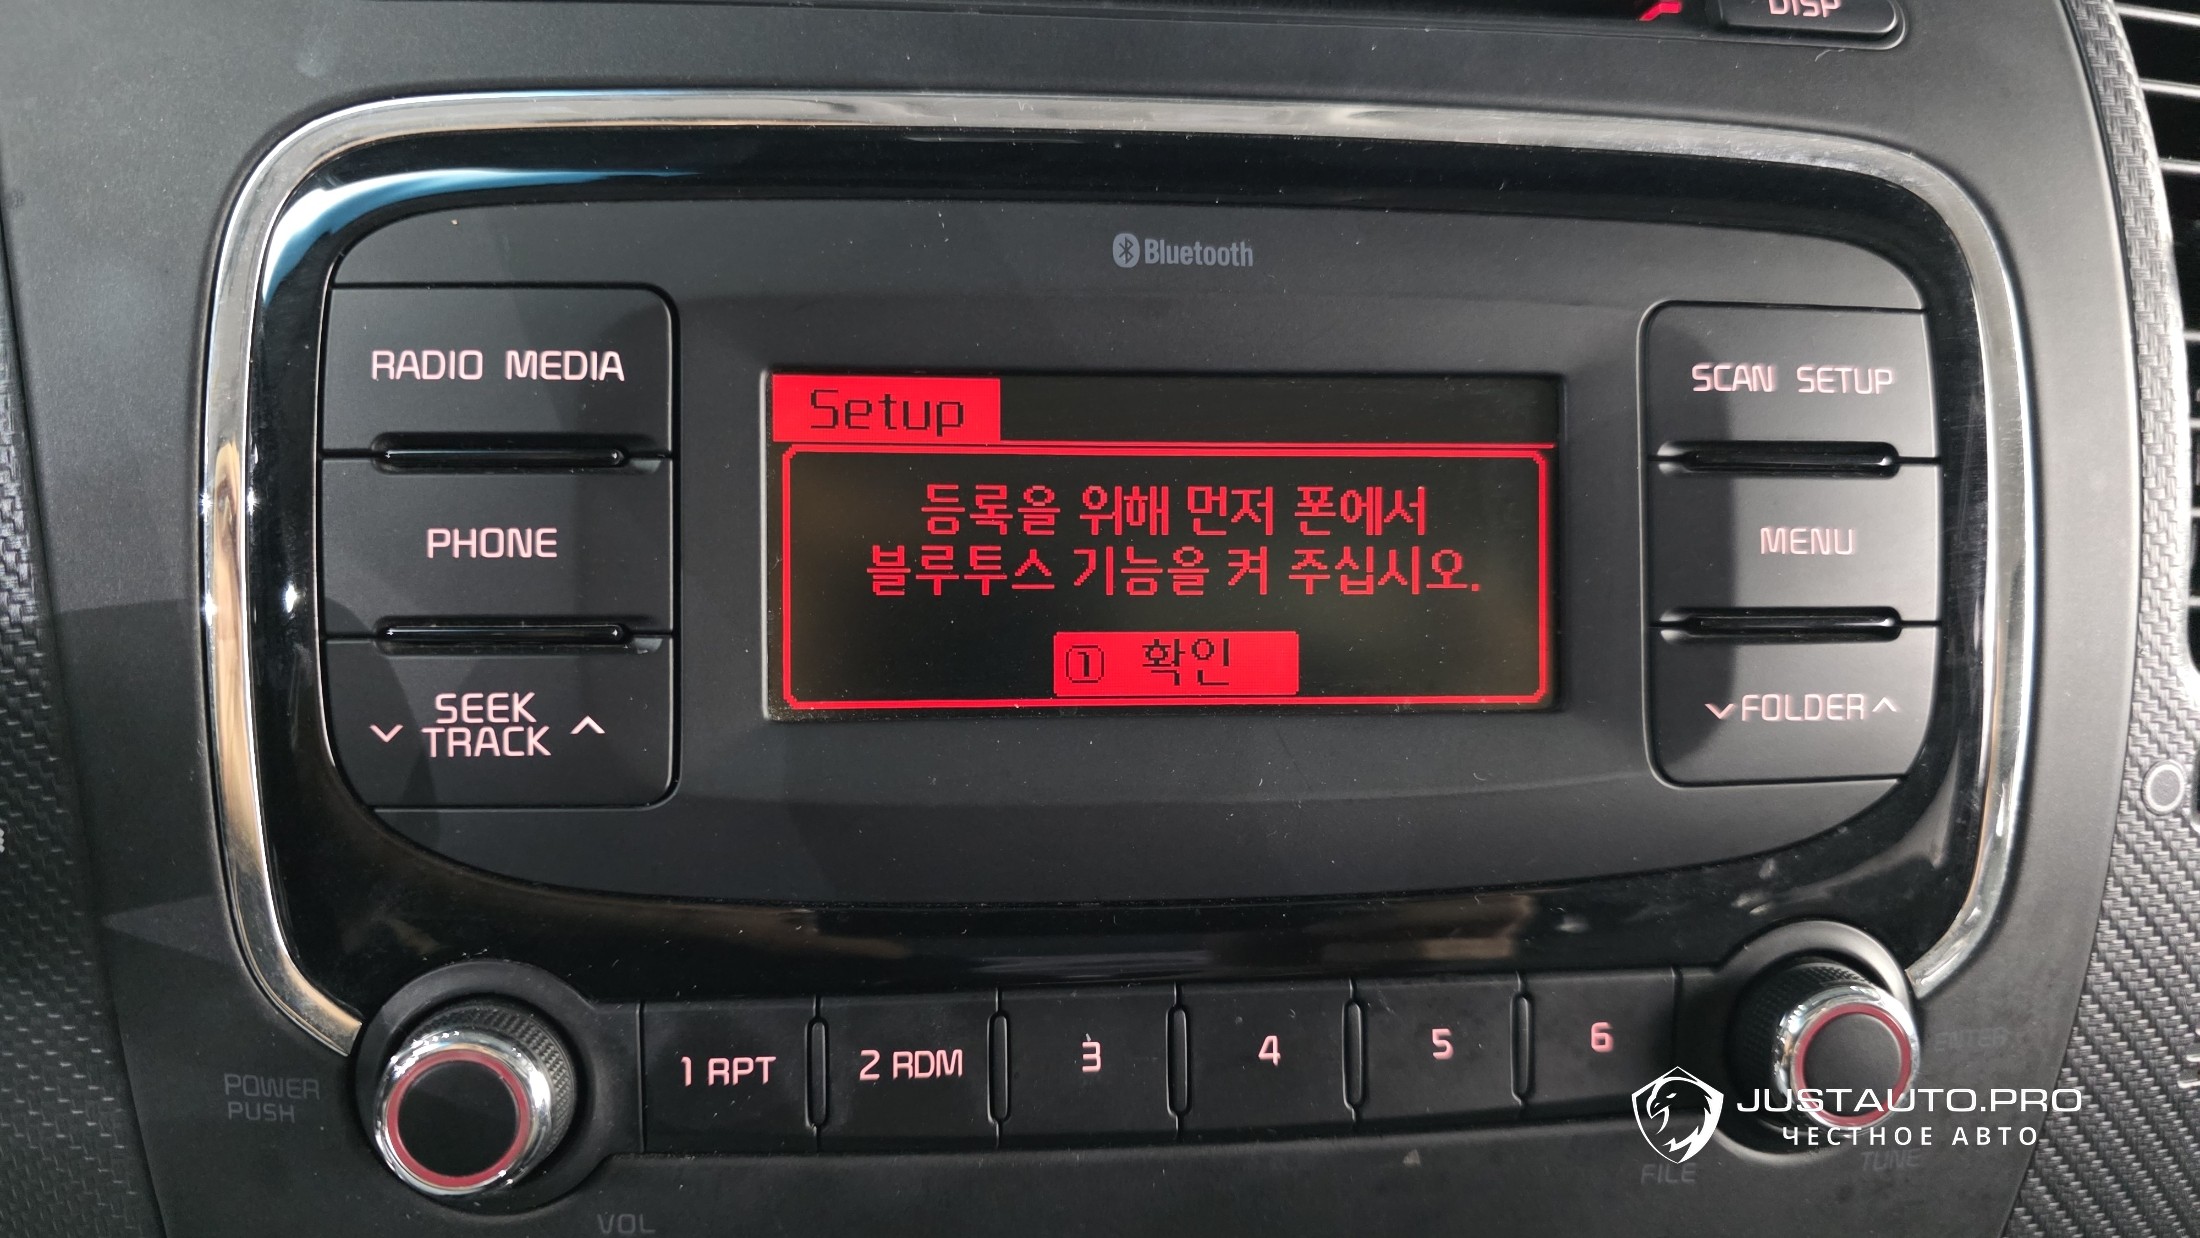 DISP
Bluetooth
RADIO MEDIA
SCAN SETUP
Setup
등록을 위해 먼저 폰에서
블루투스 기능을 켜 주십시오.
① 확인
PHONE
MENU
SEEK
TRACK
FOLDER
POWER
PUSH
VOL
1 RPT
2 RDM
3
4
5
6
ENTER
FILE
TUNE
JUSTAUTO.PRO
ЧЕСТНОЕ АВТО